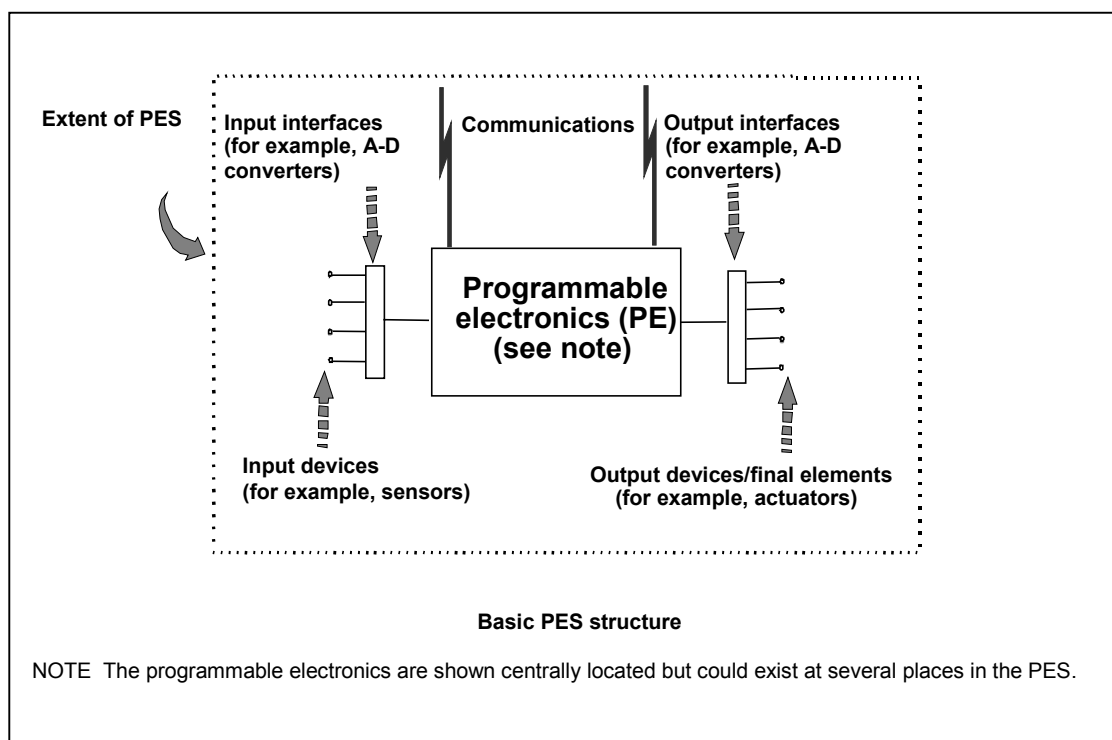 Extent of PES
Input interfaces
(for example, A-D
converters)
Communications
Output interfaces
(for example, A-D
converters)
Programmable
electronics (PE)
(see note)
Input devices
(for example, sensors)
Output devices/final elements
(for example, actuators)
Basic PES structure
NOTE The programmable electronics are shown centrally located but could exist at several places in the PES.